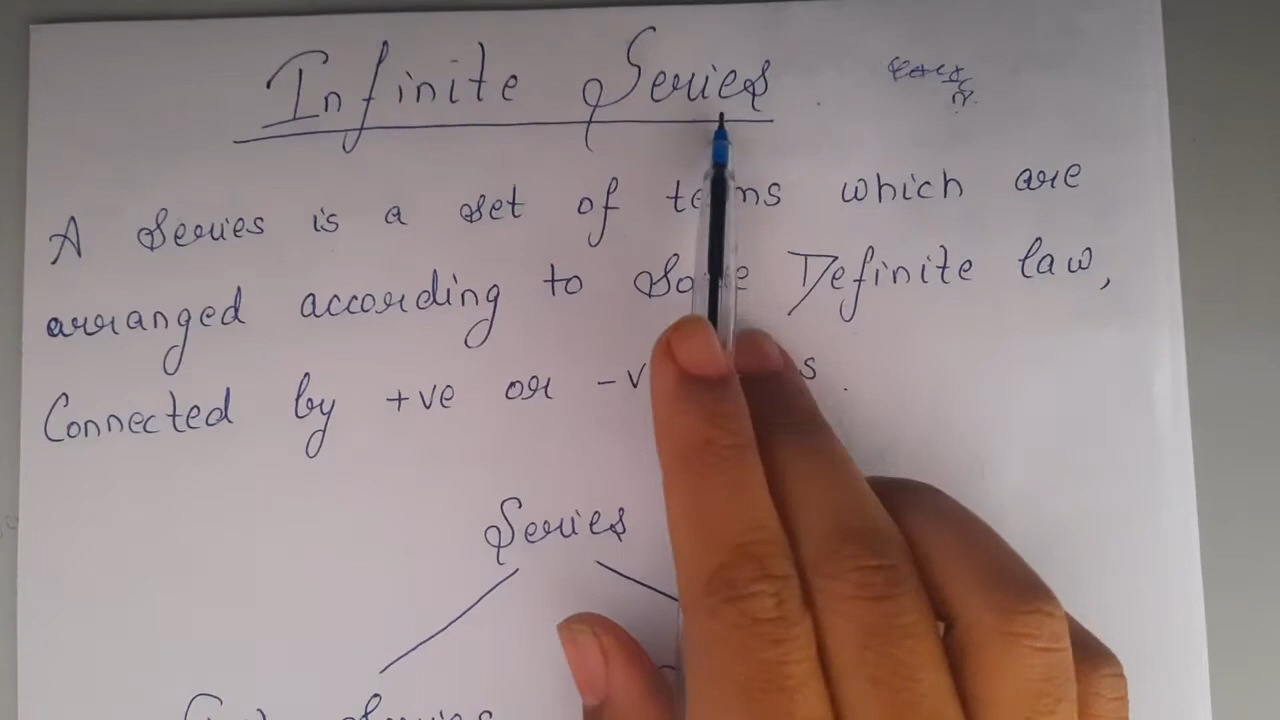 Infinite Series
A Series is a set of terms which are
arranged according to Some Definite law,
Connected by +ve or -v s.
Series
Series